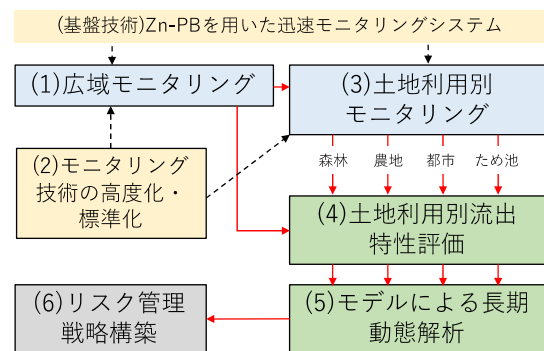 (基盤技術)Zn-PBを用いた迅速モニタリングシステム
(1)広域モニタリング
(3)土地利用別
モニタリング
(2)モニタリング
技術の高度化・
標準化
森林
農地
都市
ため池
(4)土地利用別流出
特性評価
(6)リスク管理
戦略構築
(5)モデルによる長期
動態解析